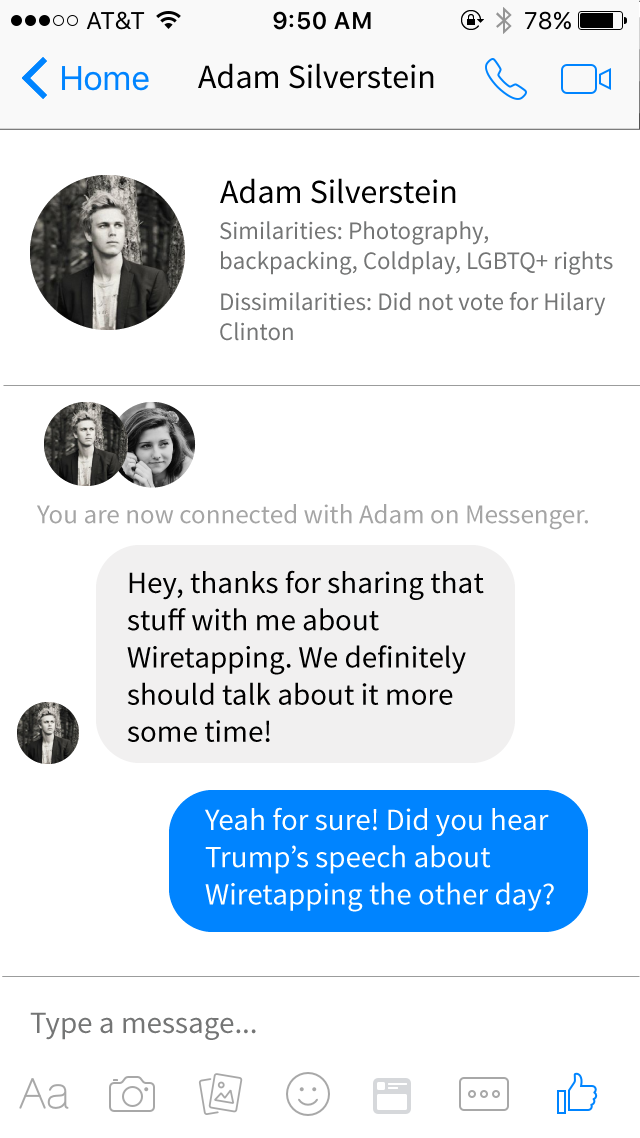 AT&T 9:50 AM 78%
Home Adam Silverstein
Adam Silverstein
Similarities: Photography,
backpacking, Coldplay, LGBTQ+ rights
Dissimilarities: Did not vote for Hilary
Clinton
You are now connected with Adam on Messenger.
Hey, thanks for sharing that
stuff with me about
Wiretapping. We definitely
should talk about it more
some time!
Yeah for sure! Did you hear
Trump’s speech about
Wiretapping the other day?
Type a message...
Aa